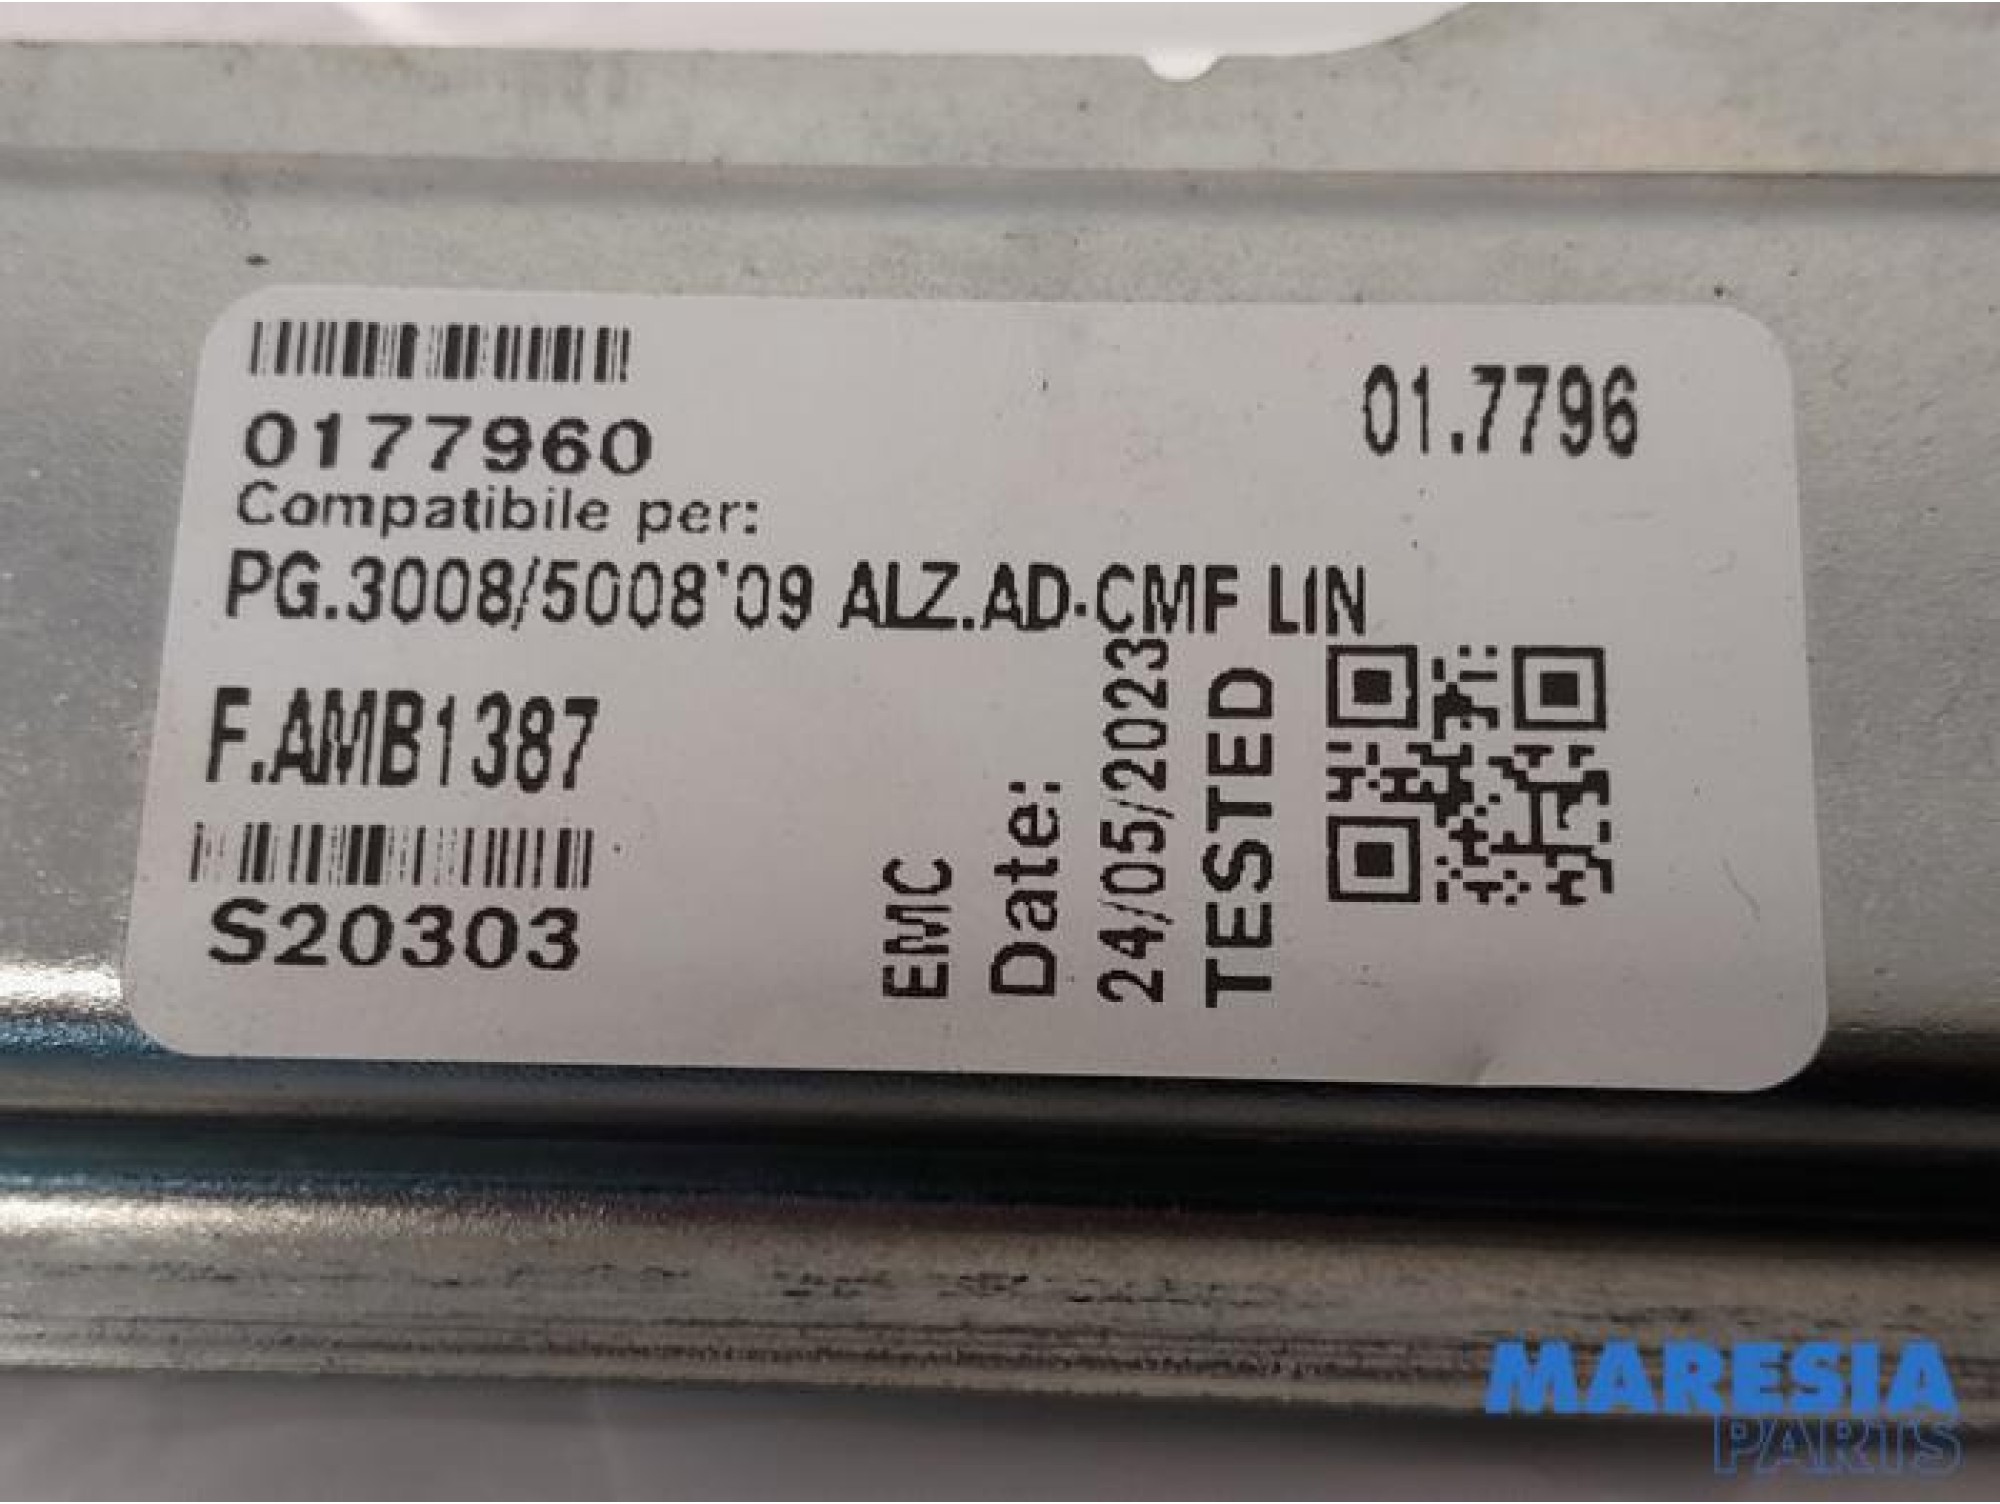 0177960
01.7796
Compatibile per:
PG.3008/5008'09 ALZ.AD-CMF LIN
F.AMB1387
S20303
EMC
Date:
24/05/2023
TESTED
MARESIA
PARTS